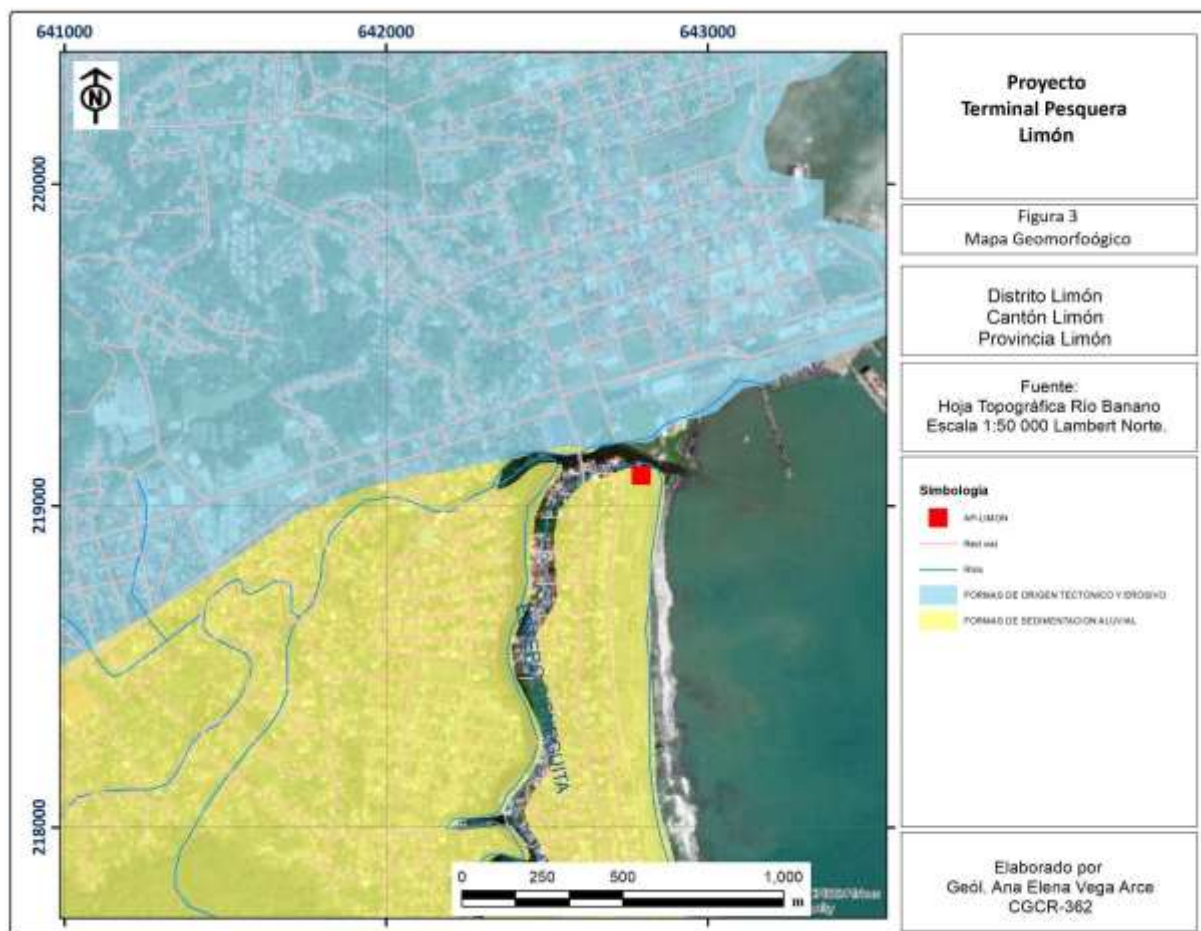 641000
642000
643000
220000
219000
218000
N
Proyecto
Terminal Pesquera
Limón
Figura 3
Mapa Geomorfoógico
Distrito Limón
Cantón Limón
Provincia Limón
Fuente:
Hoja Topográfica Rio Banano
Escala 1:50 000 Lambert Norte.
Simbología
AP-LIMON
Red vial
Rios
FORMAS DE ORIGEN TECTÓNICO Y EROSIVO
FORMAS DE SEDIMENTACION ALUVIAL
0 250 500 1,000
m
Elaborado por
Geól. Ana Elena Vega Arce
CGCR-362